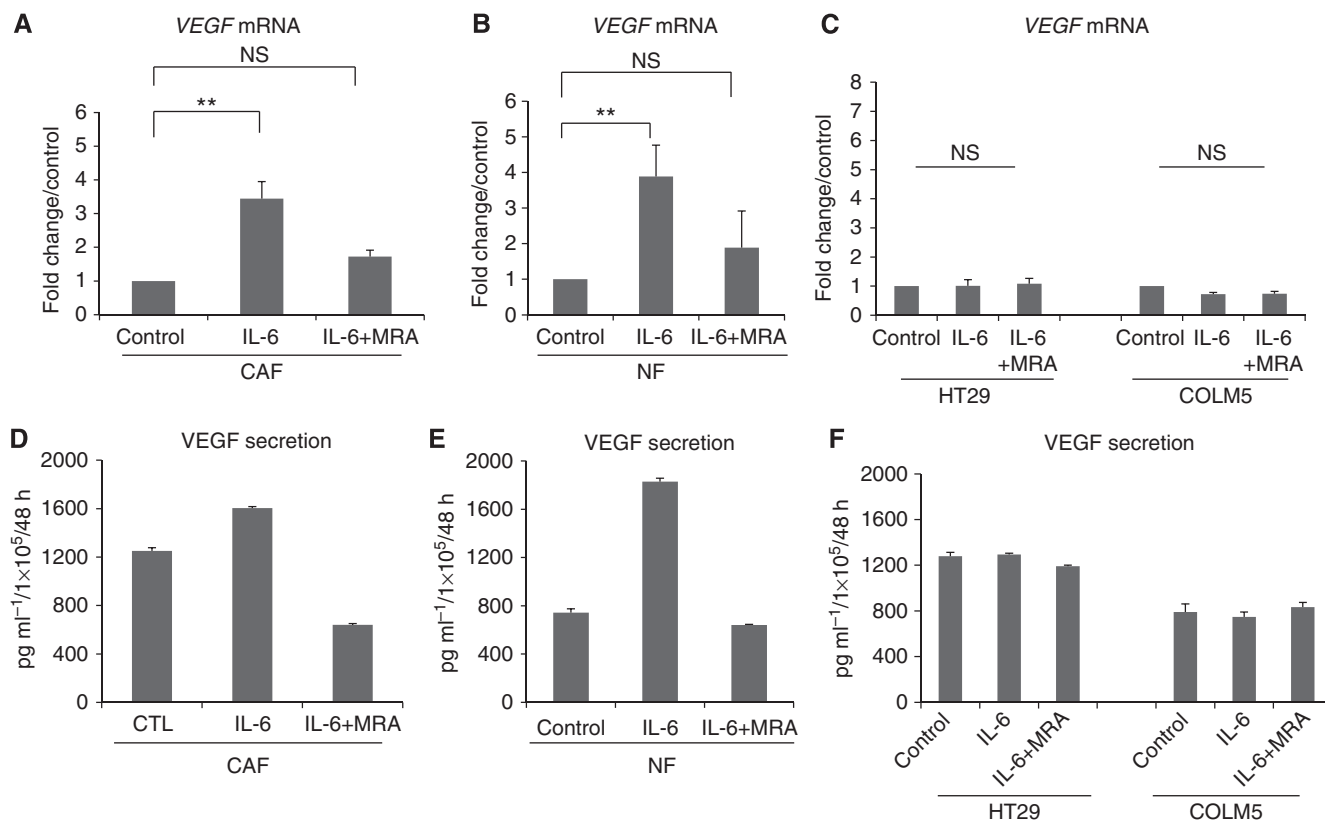 A
VEGF mRNA
NS
**
Fold change/control
6
5
4
3
2
1
0
Control IL-6 IL-6+MRA
CAF
B
VEGF mRNA
NS
**
Fold change/control
6
5
4
3
2
1
0
Control IL-6 IL-6+MRA
NF
C
VEGF mRNA
NS NS
Fold change/control
8
7
6
5
4
3
2
1
0
Control IL-6 IL-6 Control IL-6 IL-6
+MRA +MRA
HT29 COLM5
D
VEGF secretion
pg ml⁻¹/1×10⁵/48 h
2000
1600
1200
800
400
0
CTL IL-6 IL-6+MRA
CAF
E
VEGF secretion
pg ml⁻¹/1×10⁵/48 h
2000
1600
1200
800
400
0
Control IL-6 IL-6+MRA
NF
F
VEGF secretion
pg ml⁻¹/1×10⁵/48 h
2000
1600
1200
800
400
0
Control IL-6 IL-6+MRA Control IL-6 IL-6+MRA
HT29 COLM5